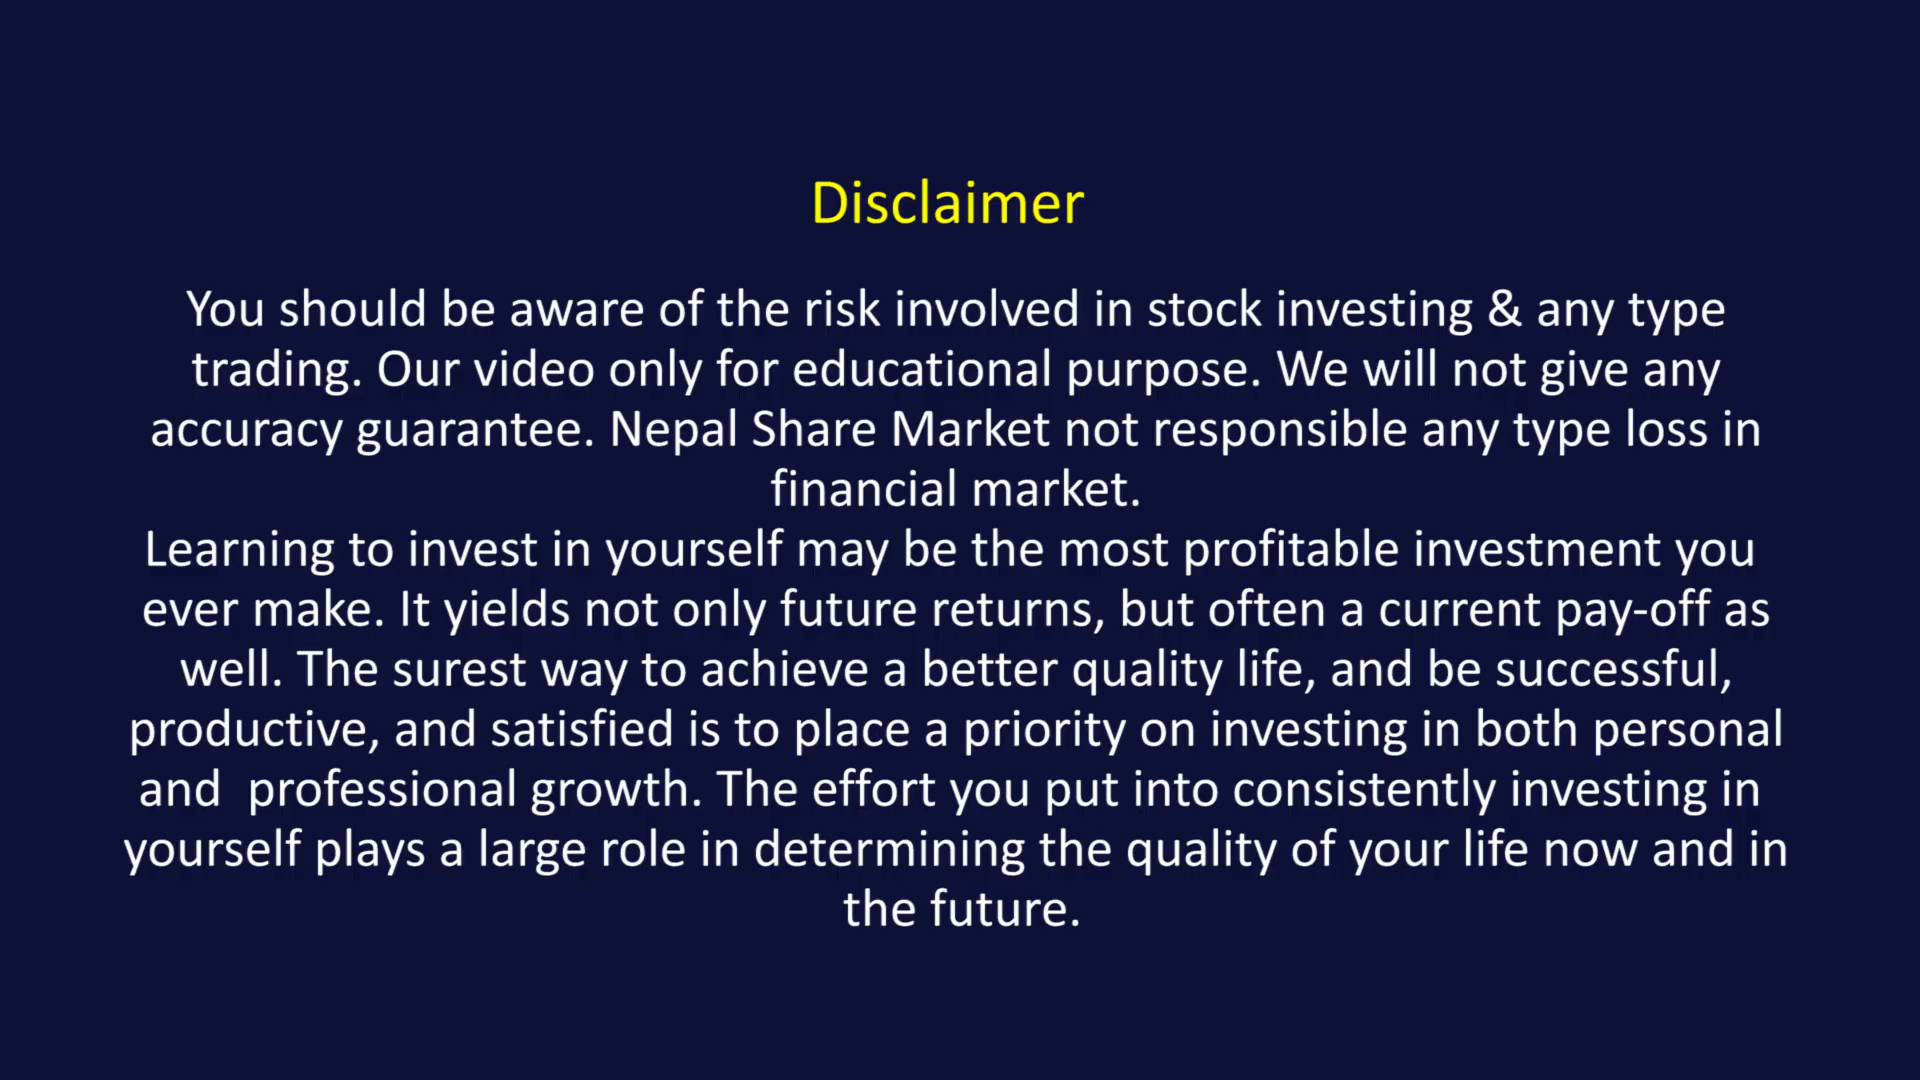 Disclaimer
You should be aware of the risk involved in stock investing & any type
trading. Our video only for educational purpose. We will not give any
accuracy guarantee. Nepal Share Market not responsible any type loss in
financial market.
Learning to invest in yourself may be the most profitable investment you
ever make. It yields not only future returns, but often a current pay-off as
well. The surest way to achieve a better quality life, and be successful,
productive, and satisfied is to place a priority on investing in both personal
and  professional growth. The effort you put into consistently investing in
yourself plays a large role in determining the quality of your life now and in
the future.